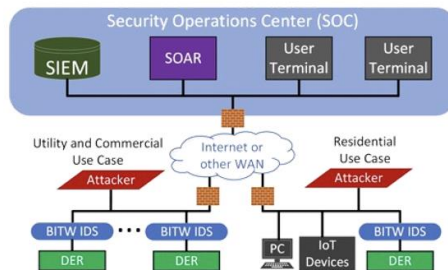 Security Operations Center (SOC)
SIEM
SOAR
User
Terminal
User
Terminal
Utility and Commercial
Use Case
Internet or
other WAN
Residential
Use Case
Attacker
Attacker
BITW IDS
BITW IDS
PC
IoT
Devices
BITW IDS
DER
DER
DER